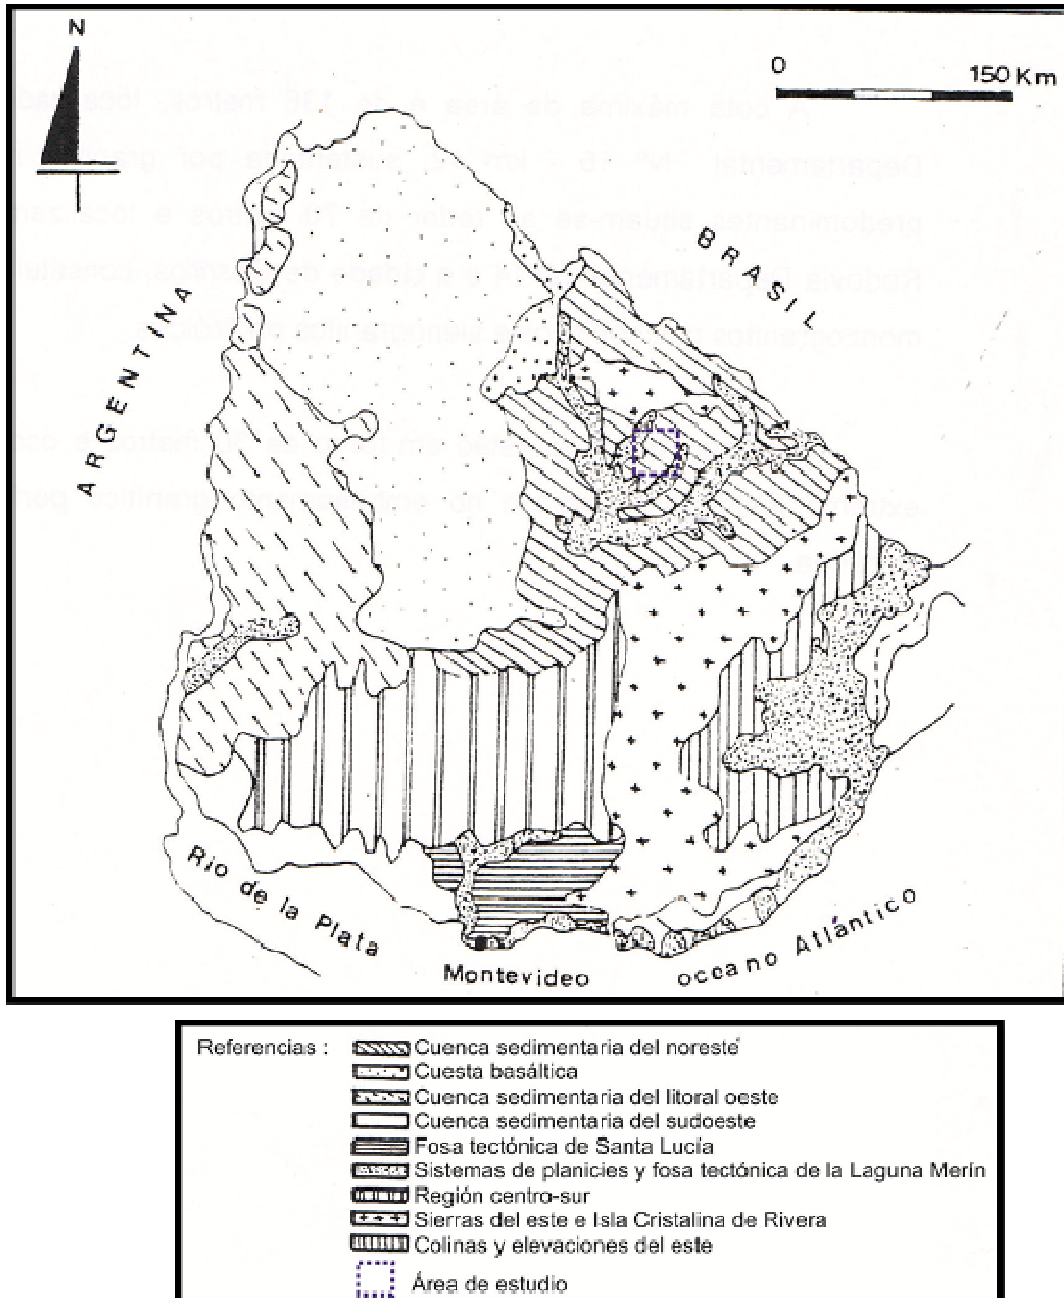 N
0 150 Km
BRASIL
ARGENTINA
Río de la Plata
Montevideo
oceano Atlántico
Referencias :
Cuenca sedimentaria del noreste
Cuesta basáltica
Cuenca sedimentaria del litoral oeste
Cuenca sedimentaria del sudoeste
Fosa tectónica de Santa Lucía
Sistemas de planicies y fosa tectónica de la Laguna Merín
Región centro-sur
Sierras del este e Isla Cristalina de Rivera
Colinas y elevaciones del este
Área de estudio